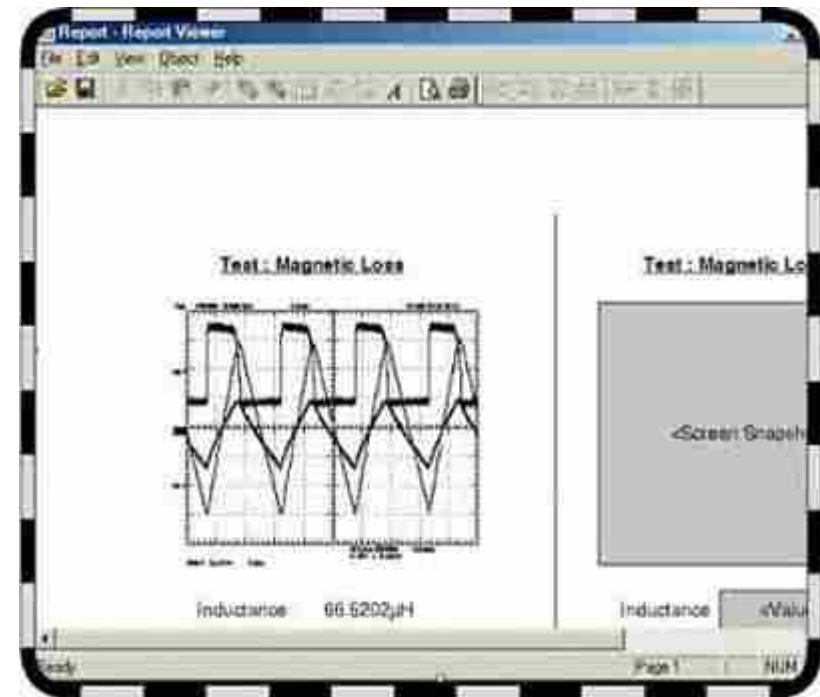 Report - Report Viewer
File Edit View Object Help
Test : Magnetic Loss
Test : Magnetic Lo
<Screen Snapsh
Inductance 66.5202µH
Inductance <Valu
Ready Page 1 NUM